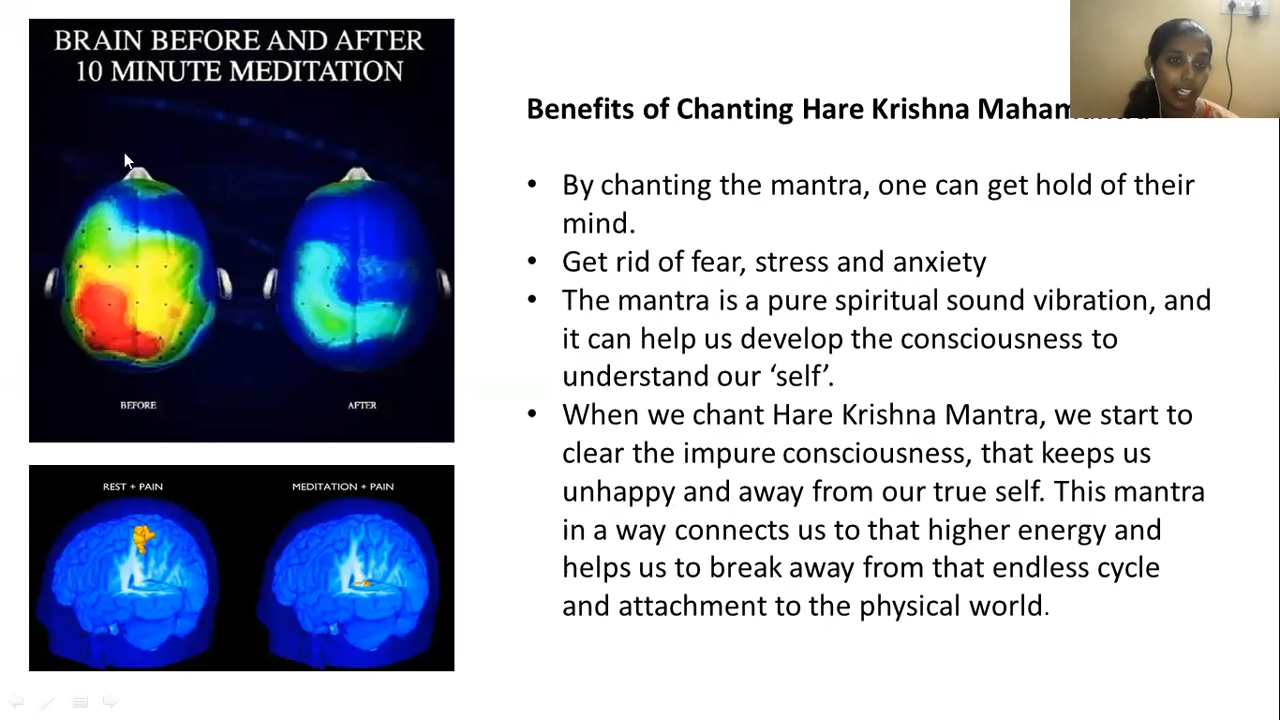 BRAIN BEFORE AND AFTER
10 MINUTE MEDITATION
BEFORE
AFTER
REST + PAIN
MEDITATION + PAIN
Benefits of Chanting Hare Krishna
• By chanting the mantra, one can get hold of their
mind.
• Get rid of fear, stress and anxiety
• The mantra is a pure spiritual sound vibration, and
it can help us develop the consciousness to
understand our ‘self’.
• When we chant Hare Krishna Mantra, we start to
clear the impure consciousness, that keeps us
unhappy and away from our true self. This mantra
in a way connects us to that higher energy and
helps us to break away from that endless cycle
and attachment to the physical world.